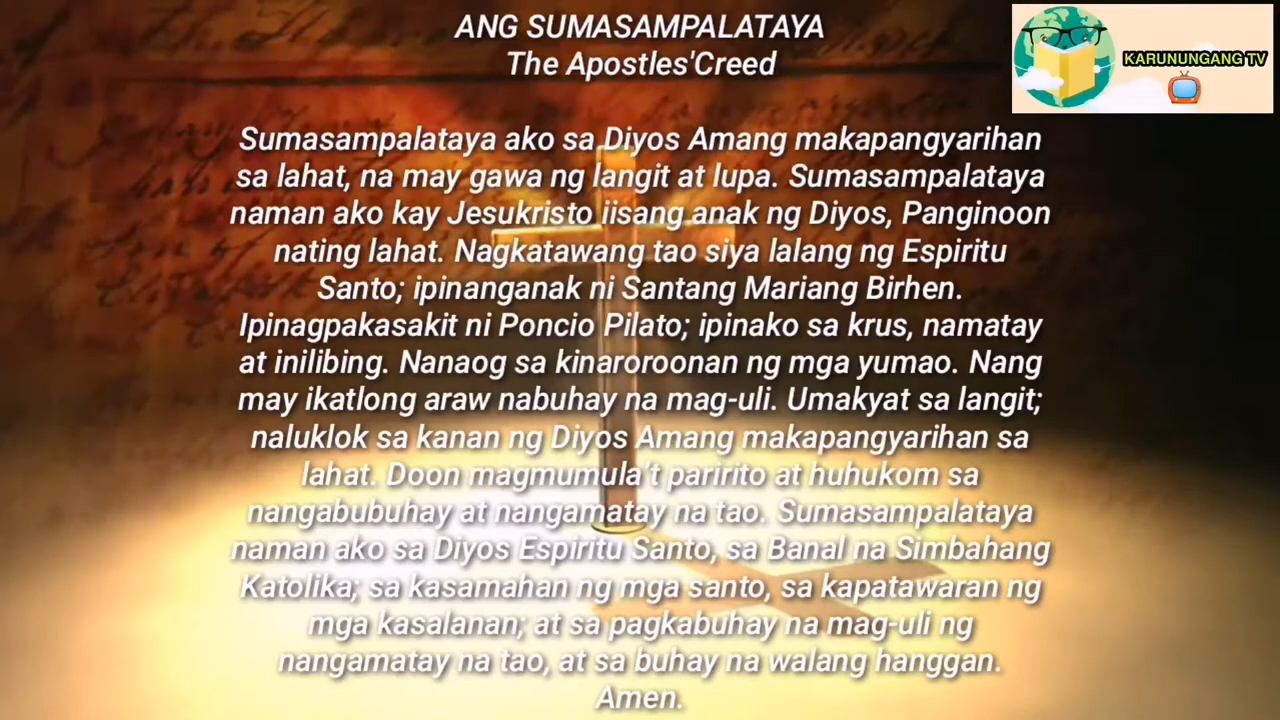 ANG SUMASAMPALATAYA
The Apostles'Creed
KARUNUNGANG TV
Sumasampalataya ako sa Diyos Amang makapangyarihan
sa lahat, na may gawa ng langit at lupa. Sumasampalataya
naman ako kay Jesukristo iisang anak ng Diyos, Panginoon
nating lahat. Nagkatawang tao siya lalang ng Espiritu
Santo; ipinanganak ni Santang Mariang Birhen.
Ipinagpakasakit ni Poncio Pilato; ipinako sa krus, namatay
at inilibing. Nanaog sa kinaroroonan ng mga yumao. Nang
may ikatlong araw nabuhay na mag-uli. Umakyat sa langit;
naluklok sa kanan ng Diyos Amang makapangyarihan sa
lahat. Doon magmumula't paririto at huhukom sa
nangabubuhay at nangamatay na tao. Sumasampalataya
naman ako sa Diyos Espiritu Santo, sa Banal na Simbahang
Katolika; sa kasamahan ng mga santo, sa kapatawaran ng
mga kasalanan; at sa pagkabuhay na mag-uli ng
nangamatay na tao, at sa buhay na walang hanggan.
Amen.